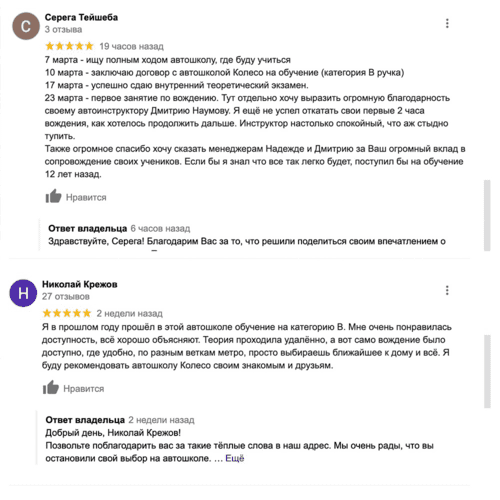 С
Серега Тейшеба
3 отзыва
19 часов назад
7 марта - ищу полным ходом автошколу, где буду учиться
10 марта - заключаю договор с автошколой Колесо на обучение (категория В ручка)
17 марта - успешно сдаю внутренний теоретический экзамен.
23 марта - первое занятие по вождению. Тут отдельно хочу выразить огромную благодарность
своему автоинструктору Дмитрию Наумову. Я ещё не успел откатать свои первые 2 часа
вождения, как хотелось продолжить дальше. Инструктор настолько спокойный, что аж стыдно
тупить.
Также огромное спасибо хочу сказать менеджерам Надежде и Дмитрию за Ваш огромный вклад в
сопровождение своих учеников. Если бы я знал что все так легко будет, поступил бы на обучение
12 лет назад.
Нравится
Ответ владельца 6 часов назад
Здравствуйте, Серега! Благодарим Вас за то, что решили поделиться своим впечатлением о
Н
Николай Крежов
27 отзывов
2 недели назад
Я в прошлом году прошёл в этой автошколе обучение на категорию В. Мне очень понравилась
доступность, всё хорошо объясняют. Теория проходила удалённо, а вот само вождение было
доступно, где удобно, по разным веткам метро, просто выбираешь ближайшее к дому и всё. Я
буду рекомендовать автошколу Колесо своим знакомым и друзьям.
Нравится
Ответ владельца 2 недели назад
Добрый день, Николай Крежов!
Позвольте поблагодарить вас за такие тёплые слова в наш адрес. Мы очень рады, что вы
остановили свой выбор на автошколе. … Ещё